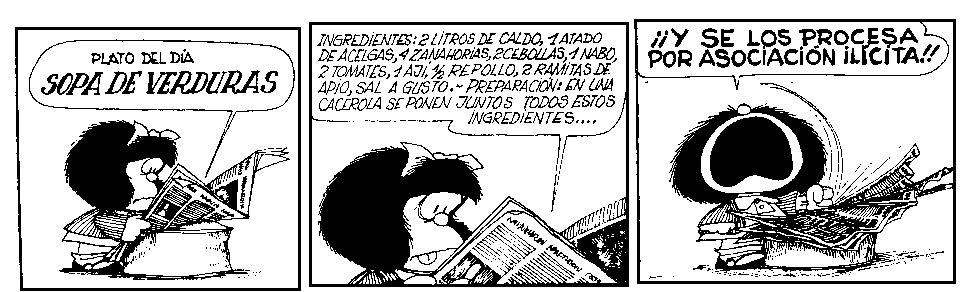 PLATO DEL DÍA
SOPA DE VERDURAS
INGREDIENTES: 2 LITROS DE CALDO, 1 ATADO
DE ACELGAS, 4 ZANAHORIAS, 2 CEBOLLAS, 1 NABO,
2 TOMATES, 1 AJI, ½ REPOLLO, 2 RAMITAS DE
APIO, SAL A GUSTO.~ PREPARACIÓN: EN UNA
CACEROLA SE PONEN JUNTOS TODOS ESTOS
INGREDIENTES....
¡¡Y SE LOS PROCESA
POR ASOCIACIÓN ILÍCITA!!